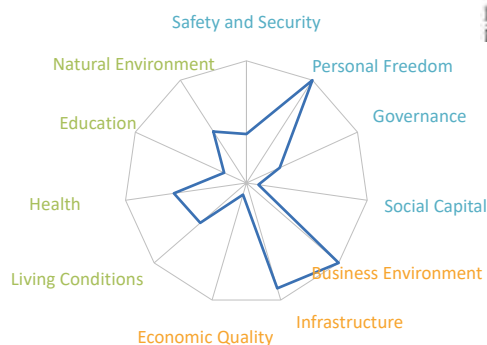 Safety and Security
Natural Environment
Personal Freedom
Education
Governance
Health
Social Capital
Living Conditions
Business Environment
Economic Quality
Infrastructure